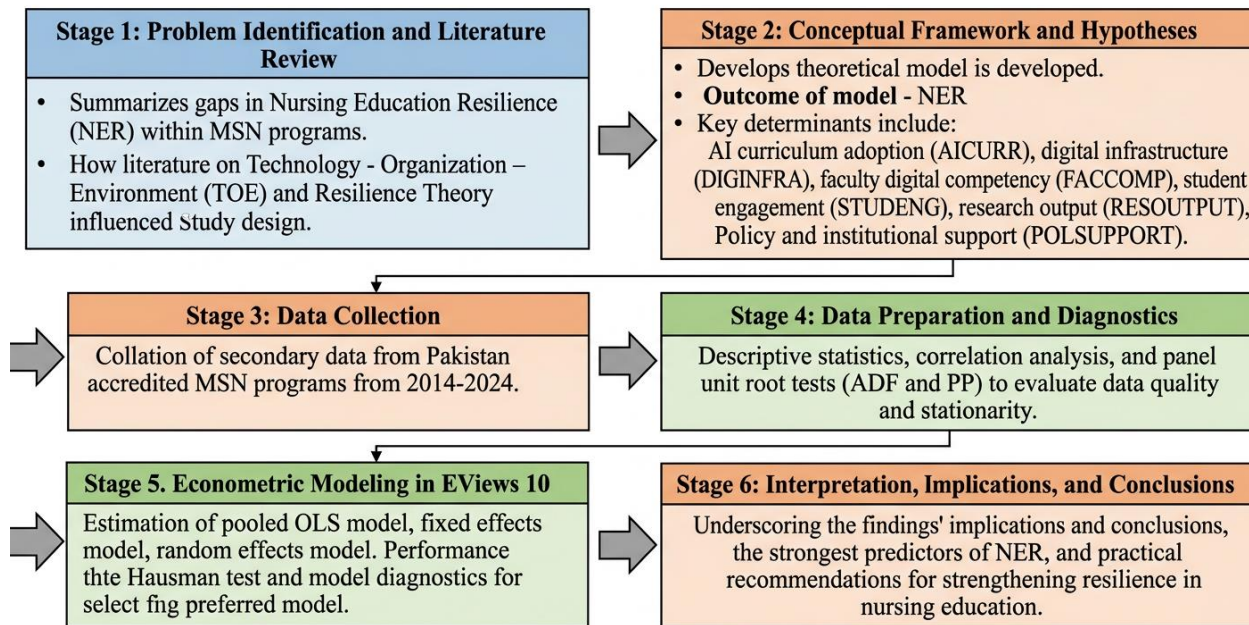 Stage 1: Problem Identification and Literature
Review
• Summarizes gaps in Nursing Education Resilience
(NER) within MSN programs.
• How literature on Technology - Organization –
Environment (TOE) and Resilience Theory
influenced Study design.
Stage 2: Conceptual Framework and Hypotheses
• Develops theoretical model is developed.
• Outcome of model - NER
• Key determinants include:
AI curriculum adoption (AICURR), digital infrastructure
(DIGINFRA), faculty digital competency (FACCOMP), student
engagement (STUDENG), research output (RESOUTPUT),
Policy and institutional support (POLSUPPORT).
Stage 3: Data Collection
Collation of secondary data from Pakistan
accredited MSN programs from 2014-2024.
Stage 4: Data Preparation and Diagnostics
Descriptive statistics, correlation analysis, and panel
unit root tests (ADF and PP) to evaluate data quality
and stationarity.
Stage 5. Econometric Modeling in EViews 10
Estimation of pooled OLS model, fixed effects
model, random effects model. Performance
thte Hausman test and model diagnostics for
select fing preferred model.
Stage 6: Interpretation, Implications, and Conclusions
Underscoring the findings' implications and conclusions,
the strongest predictors of NER, and practical
recommendations for strengthening resilience in
nursing education.